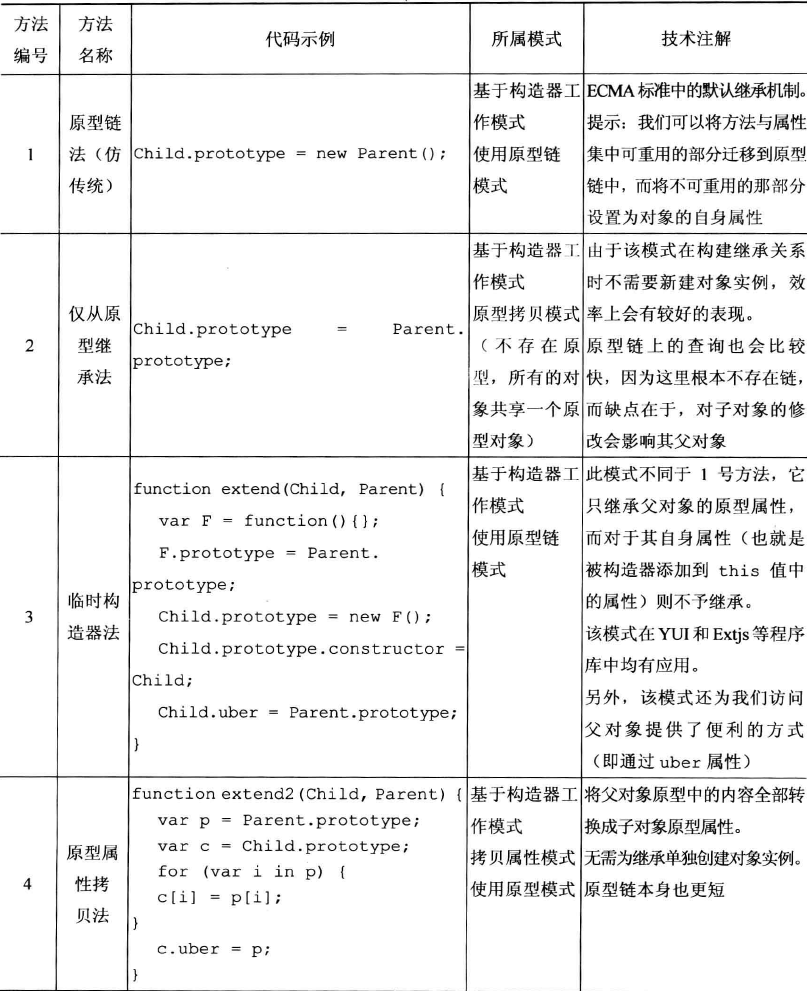 方法编号
方法名称
代码示例
所属模式
技术注解
1
原型链
法（仿
传统）
Child.prototype = new Parent();
基于构造器工
作模式
使用原型链
模式
ECMA 标准中的默认继承机制。
提示：我们可以将方法与属性
集中可重用的部分迁移到原型
链中，而将不可重用的那部分
设置为对象的自身属性
2
仅从原
型继
承法
Child.prototype = Parent.
prototype;
基于构造器工
作模式
原型拷贝模式
（不存在原
型，所有的对
象共享一个原
型对象）
由于该模式在构建继承关系
时不需要新建对象实例，效
率上会有较好的表现。
原型链上的查询也会比较
快，因为这里根本不存在链，
而缺点在于，对子对象的修
改会影响其父对象
3
临时构
造器法
function extend(Child, Parent) {
var F = function(){};
F.prototype = Parent.
prototype;
Child.prototype = new F();
Child.prototype.constructor =
Child;
Child.uber = Parent.prototype;
}
基于构造器工
作模式
使用原型链
模式
此模式不同于 1 号方法，它
只继承父对象的原型属性，
而对于其自身属性（也就是
被构造器添加到 this 值中
的属性）则不予继承。
该模式在 YUI 和 Extjs 等程序
库中均有应用。
另外，该模式还为我们访问
父对象提供了便利的方式
（即通过 uber 属性）
4
原型属
性拷
贝法
function extend2(Child, Parent) {
var p = Parent.prototype;
var c = Child.prototype;
for (var i in p) {
c[i] = p[i];
}
c.uber = p;
}
基于构造器工
作模式
拷贝属性模式
使用原型模式
将父对象原型中的内容全部转
换成子对象原型属性。
无需为继承单独创建对象实例。
原型链本身也更短